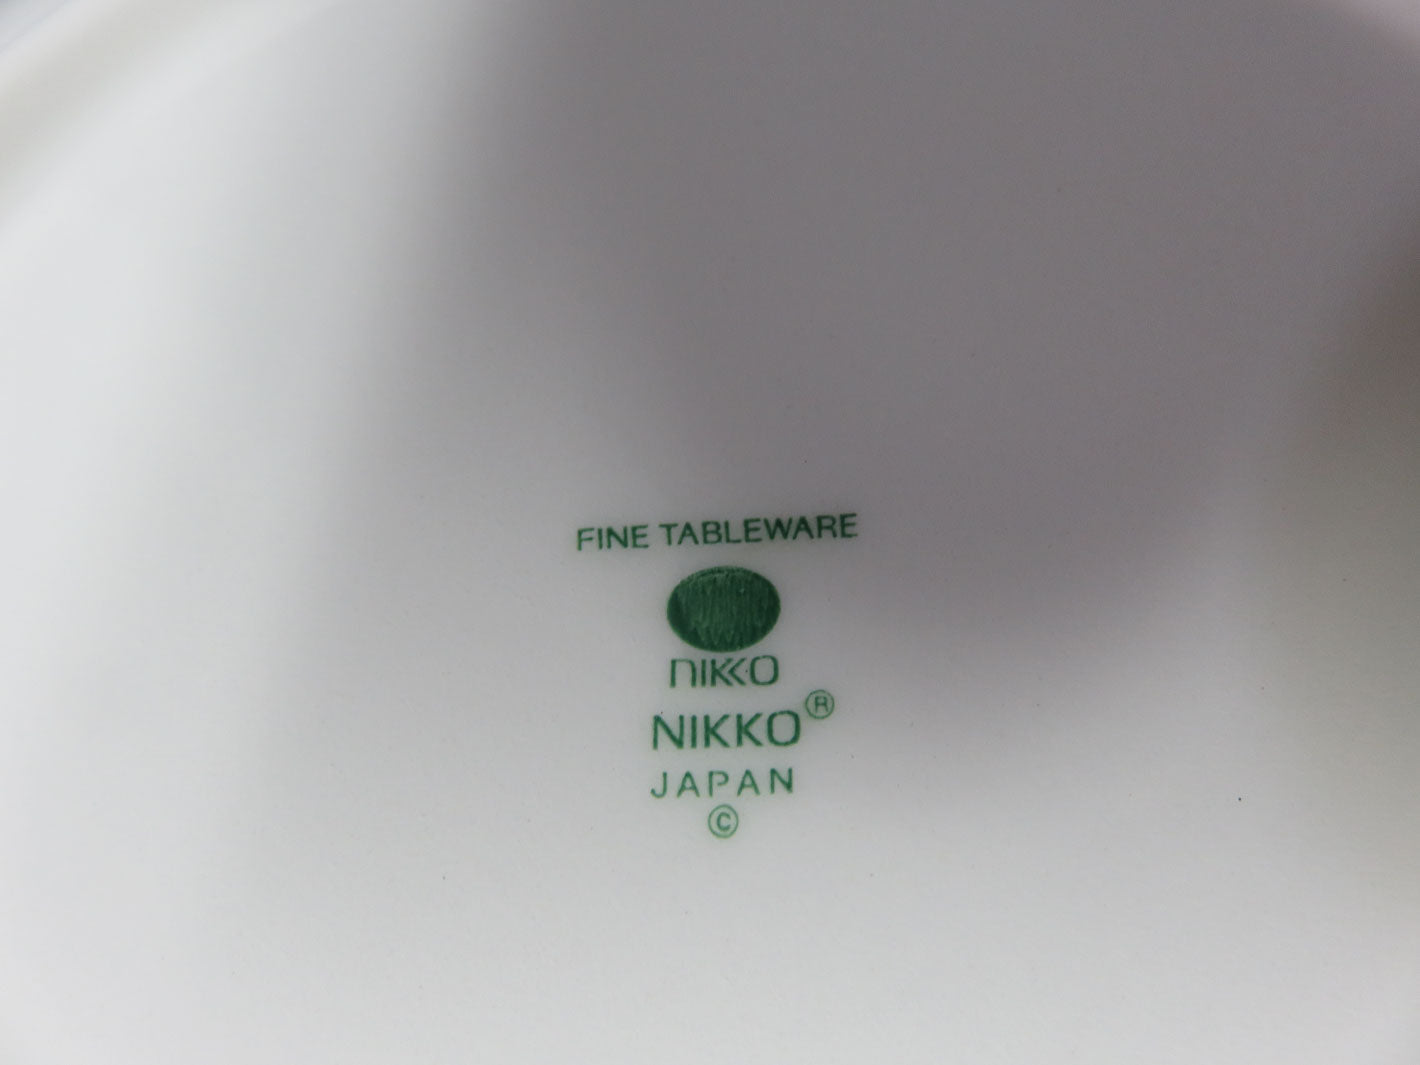 FINE TABLEWARE
nikko
NIKKO®
JAPAN
©